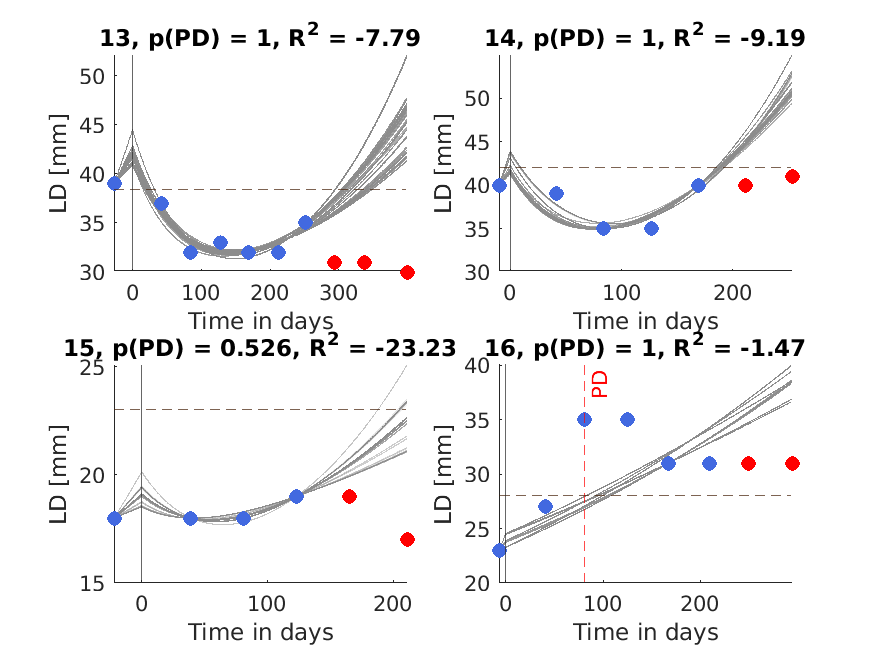 13, p(PD) = 1, R² = -7.79
LD [mm]
50
45
40
35
30
0
100
200
300
Time in days
14, p(PD) = 1, R² = -9.19
LD [mm]
50
45
40
35
30
0
100
200
Time in days
15, p(PD) = 0.526, R² = -23.23
LD [mm]
25
20
15
0
100
200
Time in days
16, p(PD) = 1, R² = -1.47
LD [mm]
40
35
30
25
20
PD
0
100
200
Time in days